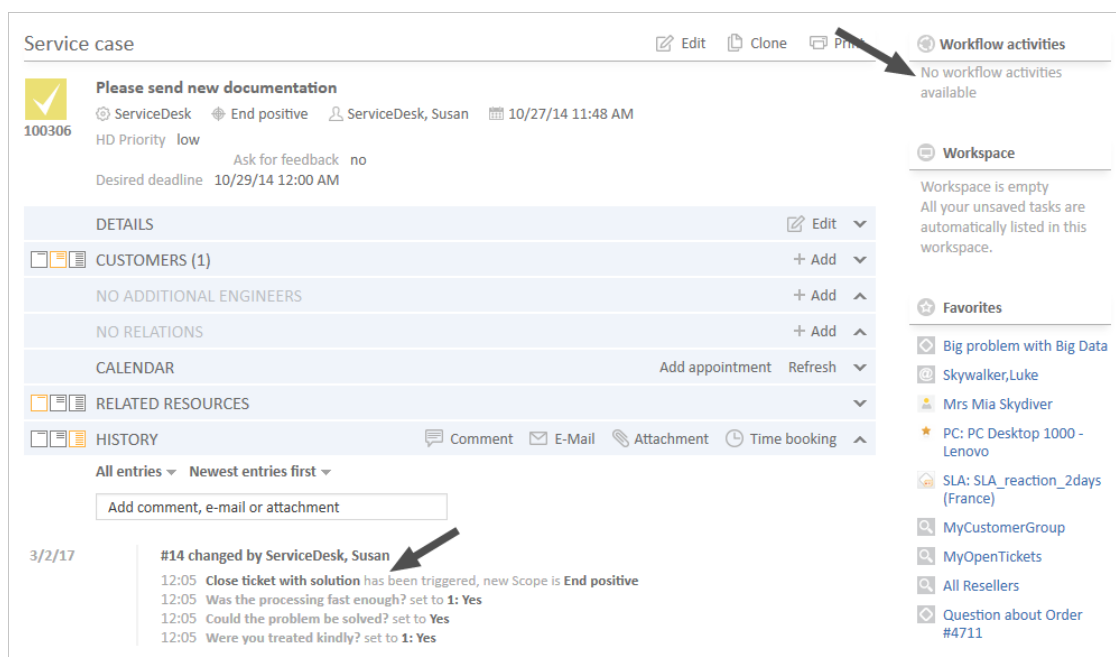 Service case
Edit Clone
Please send new documentation
ServiceDesk End positive ServiceDesk, Susan 10/27/14 11:48 AM
100306
HD Priority low
Ask for feedback no
Desired deadline 10/29/14 12:00 AM
DETAILS Edit
CUSTOMERS (1) + Add
NO ADDITIONAL ENGINEERS + Add
NO RELATIONS + Add
CALENDAR Add appointment Refresh
RELATED RESOURCES
HISTORY Comment E-Mail Attachment Time booking
All entries Newest entries first
Add comment, e-mail or attachment
3/2/17 #14 changed by ServiceDesk, Susan
12:05 Close ticket with solution has been triggered, new Scope is End positive
12:05 Was the processing fast enough? set to 1: Yes
12:05 Could the problem be solved? set to Yes
12:05 Were you treated kindly? set to 1: Yes
Workflow activities
No workflow activities
available
Workspace
Workspace is empty
All your unsaved tasks are
automatically listed in this
workspace.
Favorites
Big problem with Big Data
Skywalker,Luke
Mrs Mia Skydiver
PC: PC Desktop 1000 -
Lenovo
SLA: SLA_reaction_2days
(France)
MyCustomerGroup
MyOpenTickets
All Resellers
Question about Order
#4711